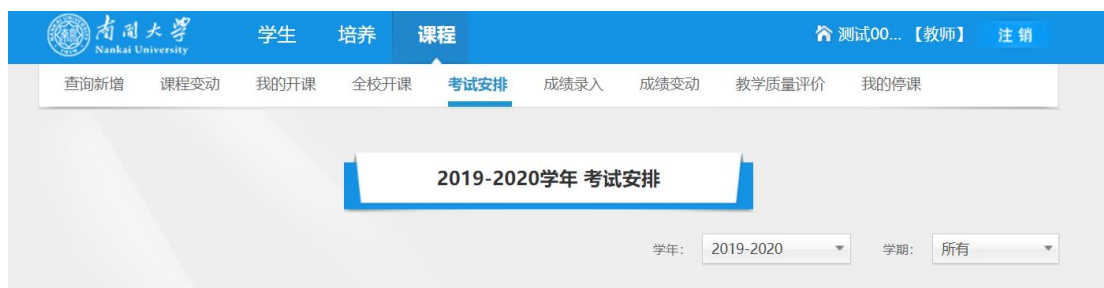 南开大学 学生 培养 课程 测试00... 【教师】 注 销
Nankai University
查询新增 课程变动 我的开课 全校开课 考试安排 成绩录入 成绩变动 教学质量评价 我的停课
2019-2020学年 考试安排
学年: 2019-2020 学期: 所有